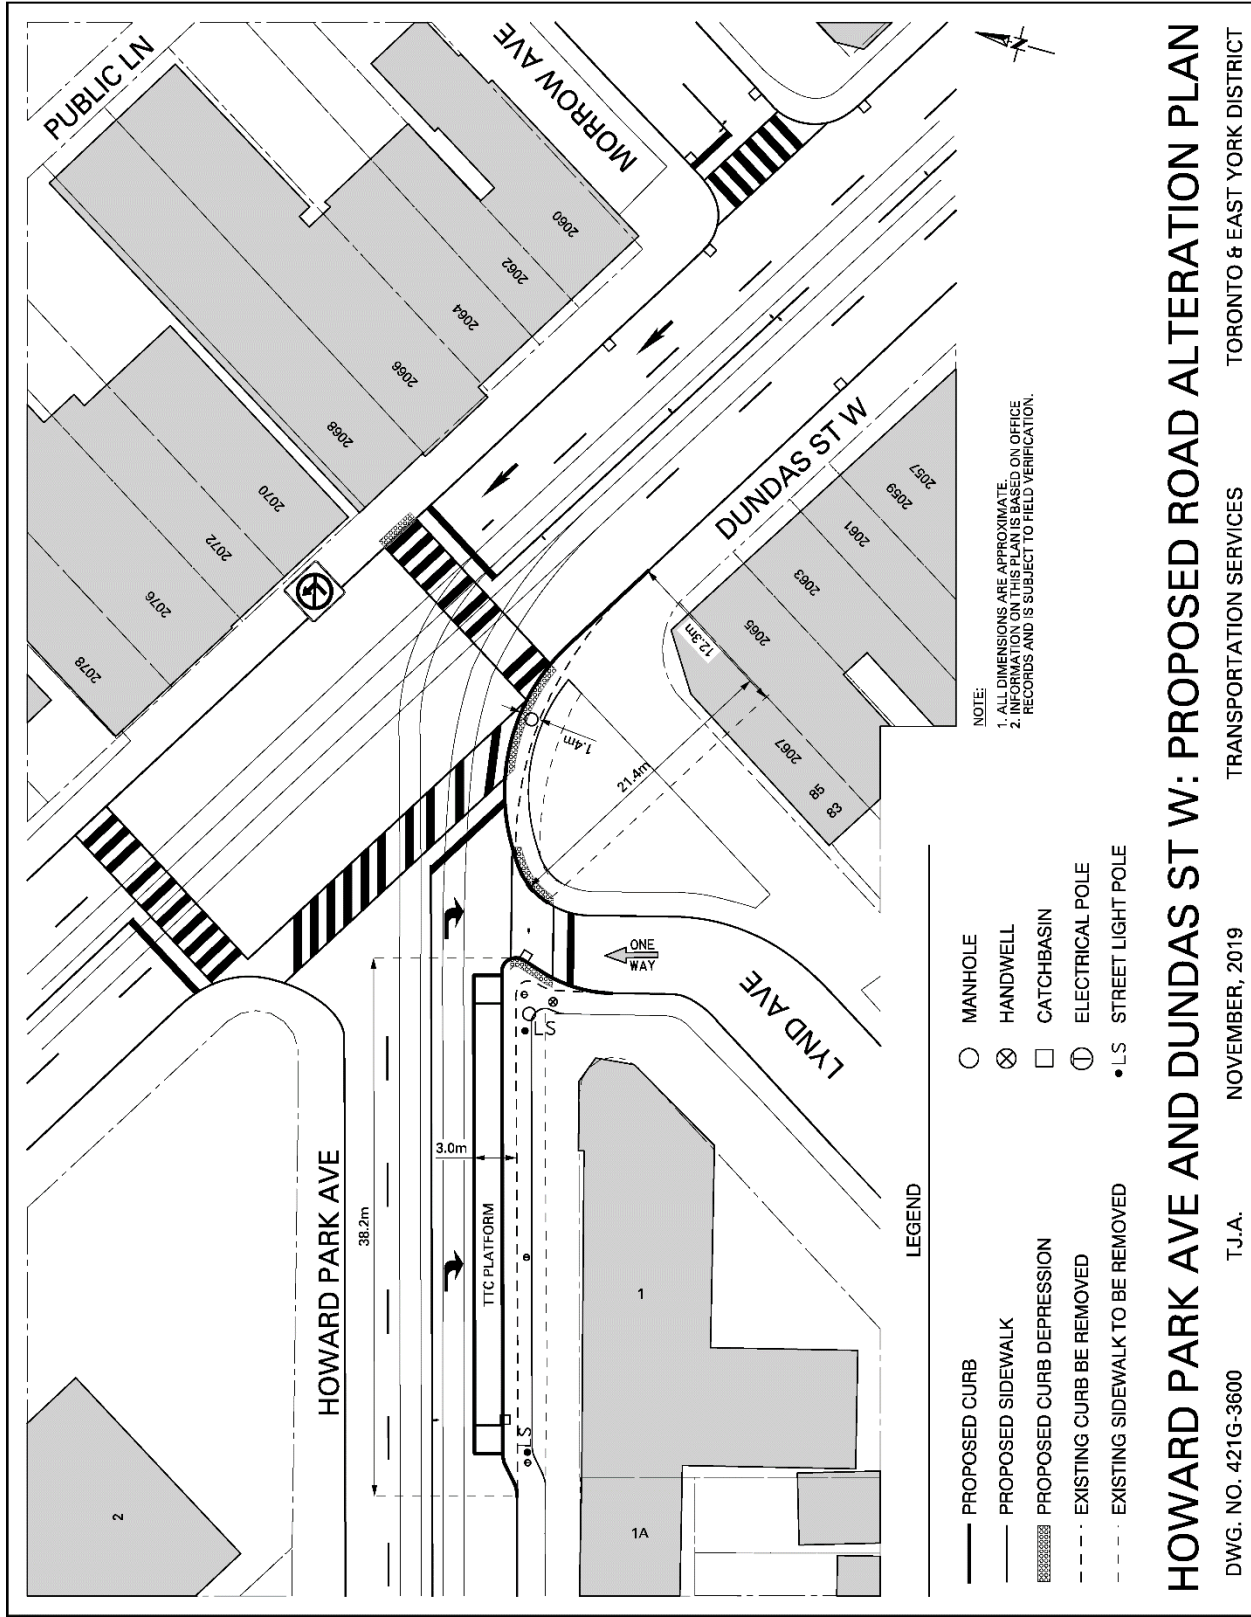 PUBLIC LN
MORROW AVE
N
2060
2062
2064
2066
2068
2070
2072
2076
2078
DUNDAS ST W
2057
2059
2061
2063
2065
2067
85
83
12.3m
1.4m
21.4m
ONE
WAY
LYND AVE
LS
HOWARD PARK AVE
38.2m
3.0m
TTC PLATFORM
LS
1
1A
2
NOTE:
1. ALL DIMENSIONS ARE APPROXIMATE.
2. INFORMATION ON THIS PLAN IS BASED ON OFFICE
RECORDS AND IS SUBJECT TO FIELD VERIFICATION.
LEGEND
PROPOSED CURB
PROPOSED SIDEWALK
PROPOSED CURB DEPRESSION
EXISTING CURB BE REMOVED
EXISTING SIDEWALK TO BE REMOVED
MANHOLE
HANDWELL
CATCHBASIN
ELECTRICAL POLE
LS STREET LIGHT POLE
HOWARD PARK AVE AND DUNDAS ST W: PROPOSED ROAD ALTERATION PLAN
DWG. NO. 421G-3600 T.J.A. NOVEMBER, 2019 TRANSPORTATION SERVICES TORONTO & EAST YORK DISTRICT